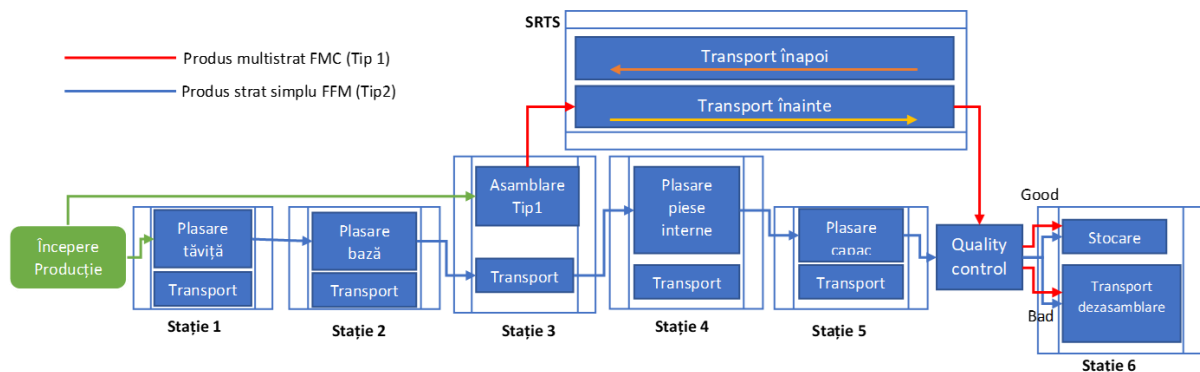 SRTS
Produs multistrat FMC (Tip 1)
Produs strat simplu FFM (Tip2)
Transport înapoi
Transport înainte
Începere
Producție
Plasare
tăviță
Transport
Stație 1
Plasare
bază
Transport
Stație 2
Asamblare
Tip1
Transport
Stație 3
Plasare
piese
interne
Transport
Stație 4
Plasare
capac
Transport
Stație 5
Quality
control
Good
Bad
Stocare
Transport
dezasamblare
Statie 6